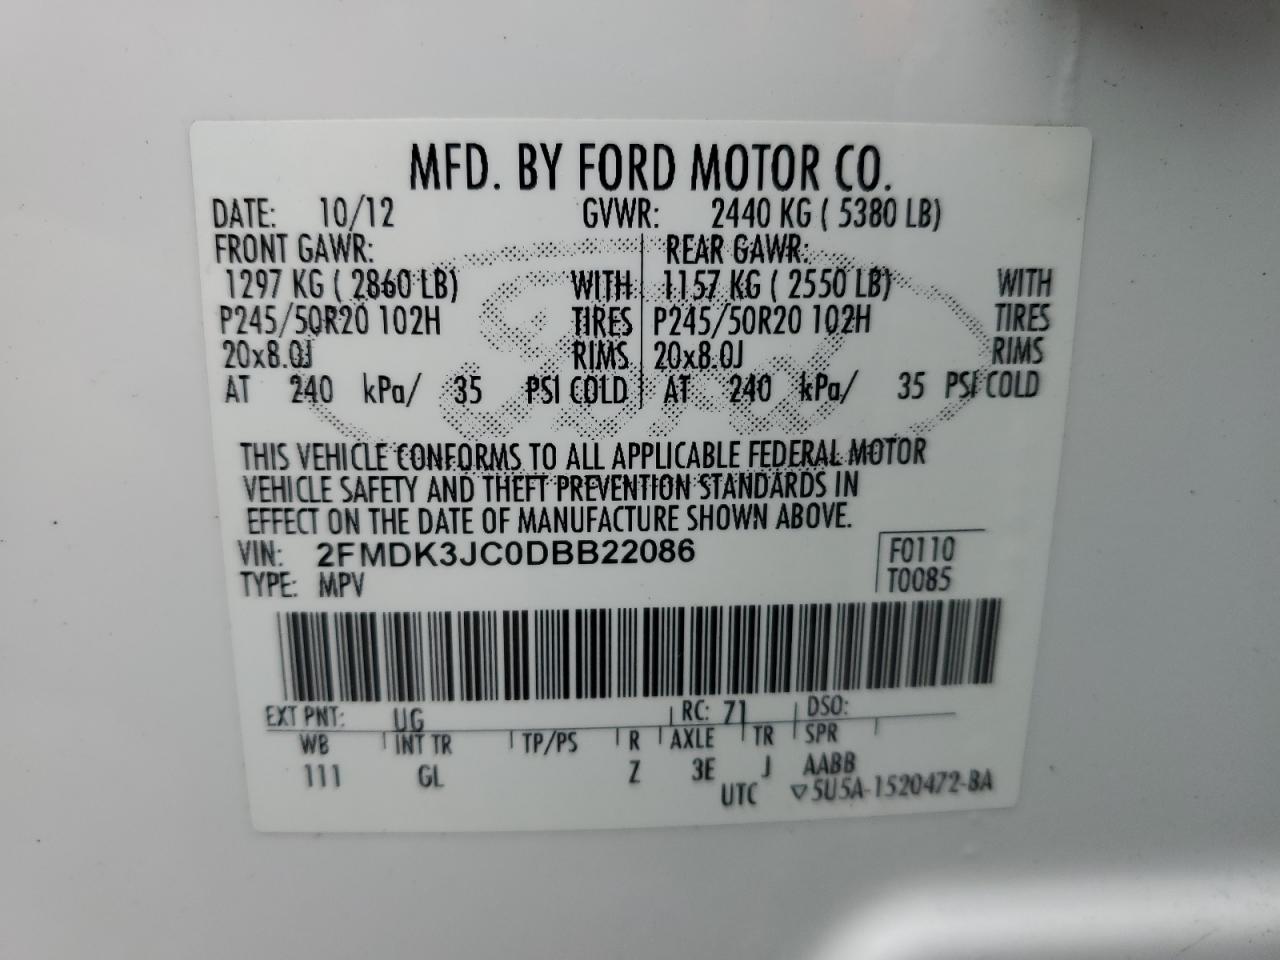 MFD. BY FORD MOTOR CO.
DATE: 10/12 GVWR: 2440 KG ( 5380 LB)
FRONT GAWR: REAR GAWR:
1297 KG ( 2860 LB) WITH 1157 KG ( 2550 LB) WITH
P245/50R20 102H TIRES P245/50R20 102H TIRES
20x8.0J RIMS 20x8.0J RIMS
AT 240 kPa/ 35 PSI COLD AT 240 kPa/ 35 PSI COLD
Ford
THIS VEHICLE CONFORMS TO ALL APPLICABLE FEDERAL MOTOR
VEHICLE SAFETY AND THEFT PREVENTION STANDARDS IN
EFFECT ON THE DATE OF MANUFACTURE SHOWN ABOVE.
VIN: 2FMDK3JC0DBB22086 F0110
TYPE: MPV T0085
EXT PNT: UG RC: 71 DSO:
WB INT TR TP/PS R AXLE TR SPR
111 GL Z 3E J AABB
UTC ▽5U5A-1520472-BA